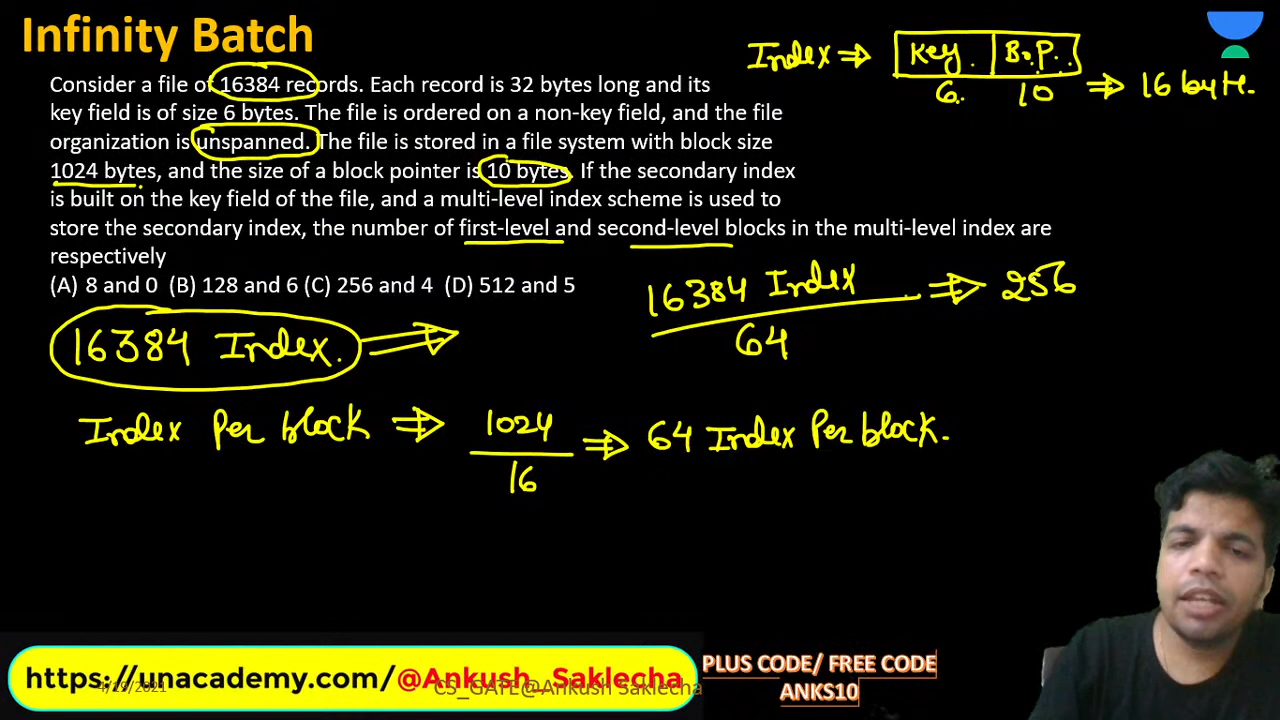 Infinity Batch
Index ⇒ Key B.P.
6. 10 ⇒ 16 byte.
Consider a file of 16384 records. Each record is 32 bytes long and its
key field is of size 6 bytes. The file is ordered on a non-key field, and the file
organization is unspanned. The file is stored in a file system with block size
1024 bytes, and the size of a block pointer is 10 bytes. If the secondary index
is built on the key field of the file, and a multi-level index scheme is used to
store the secondary index, the number of first-level and second-level blocks in the multi-level index are
respectively
(A) 8 and 0 (B) 128 and 6 (C) 256 and 4 (D) 512 and 5
16384 Index ⇒ 256
64
16384 Index. ⇒
Index Per block ⇒ 1024 ⇒ 64 Index Per block.
16
https://unacademy.com/@Ankush_Saklecha
4/19/2021
CS_GATE@Ankush Saklecha
PLUS CODE/ FREE CODE
ANKS10